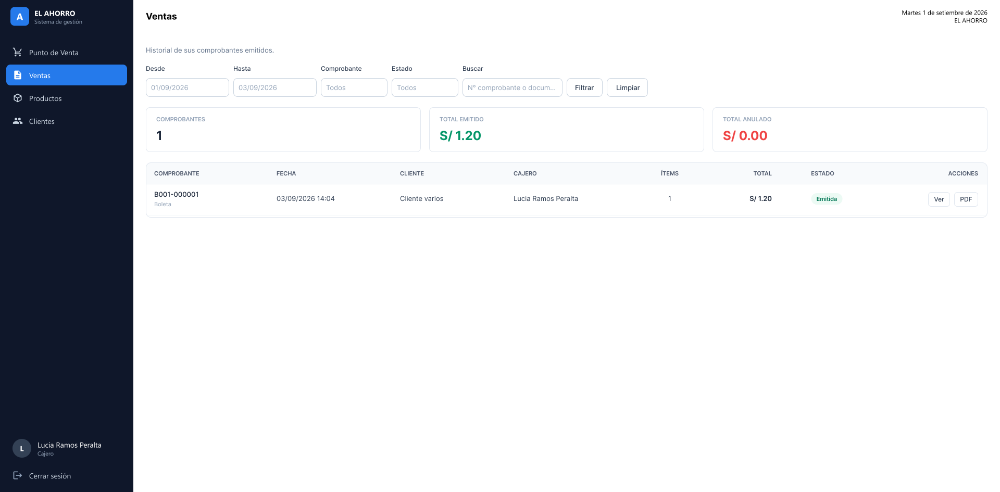 A
EL AHORRO
Sistema de gestión
Punto de Venta
Ventas
Productos
Clientes
Lucia Ramos Peralta
L
Cajero
Cerrar sesión
Ventas
Martes 1 de setiembre de 2026
EL AHORRO
Historial de sus comprobantes emitidos.
Desde Hasta Comprobante Estado Buscar
01/09/2026 03/09/2026 Todos Todos N° comprobante o docum... Filtrar Limpiar
COMPROBANTES
1
TOTAL EMITIDO
S/ 1.20
TOTAL ANULADO
S/ 0.00
COMPROBANTE FECHA CLIENTE CAJERO ÍTEMS TOTAL ESTADO ACCIONES
B001-000001 03/09/2026 14:04 Cliente varios Lucia Ramos Peralta 1 S/ 1.20 Emitida Ver PDF
Boleta